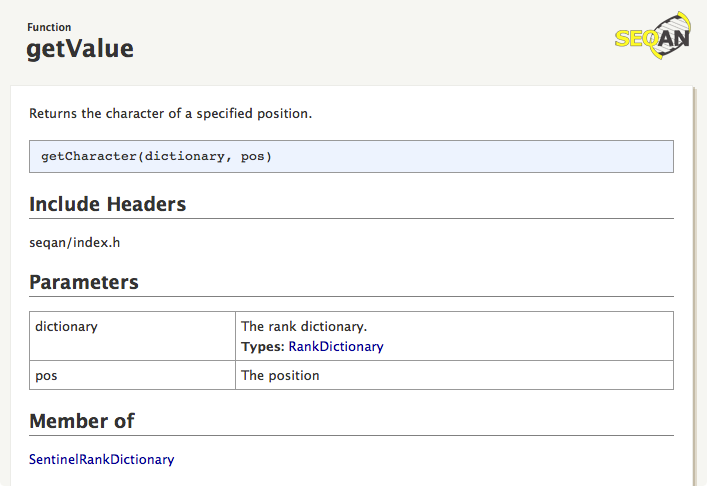 Function
getValue
SEQAN
Returns the character of a specified position.
getCharacter(dictionary, pos)
Include Headers
seqan/index.h
Parameters
dictionary
The rank dictionary.
Types: RankDictionary
pos
The position
Member of
SentinelRankDictionary